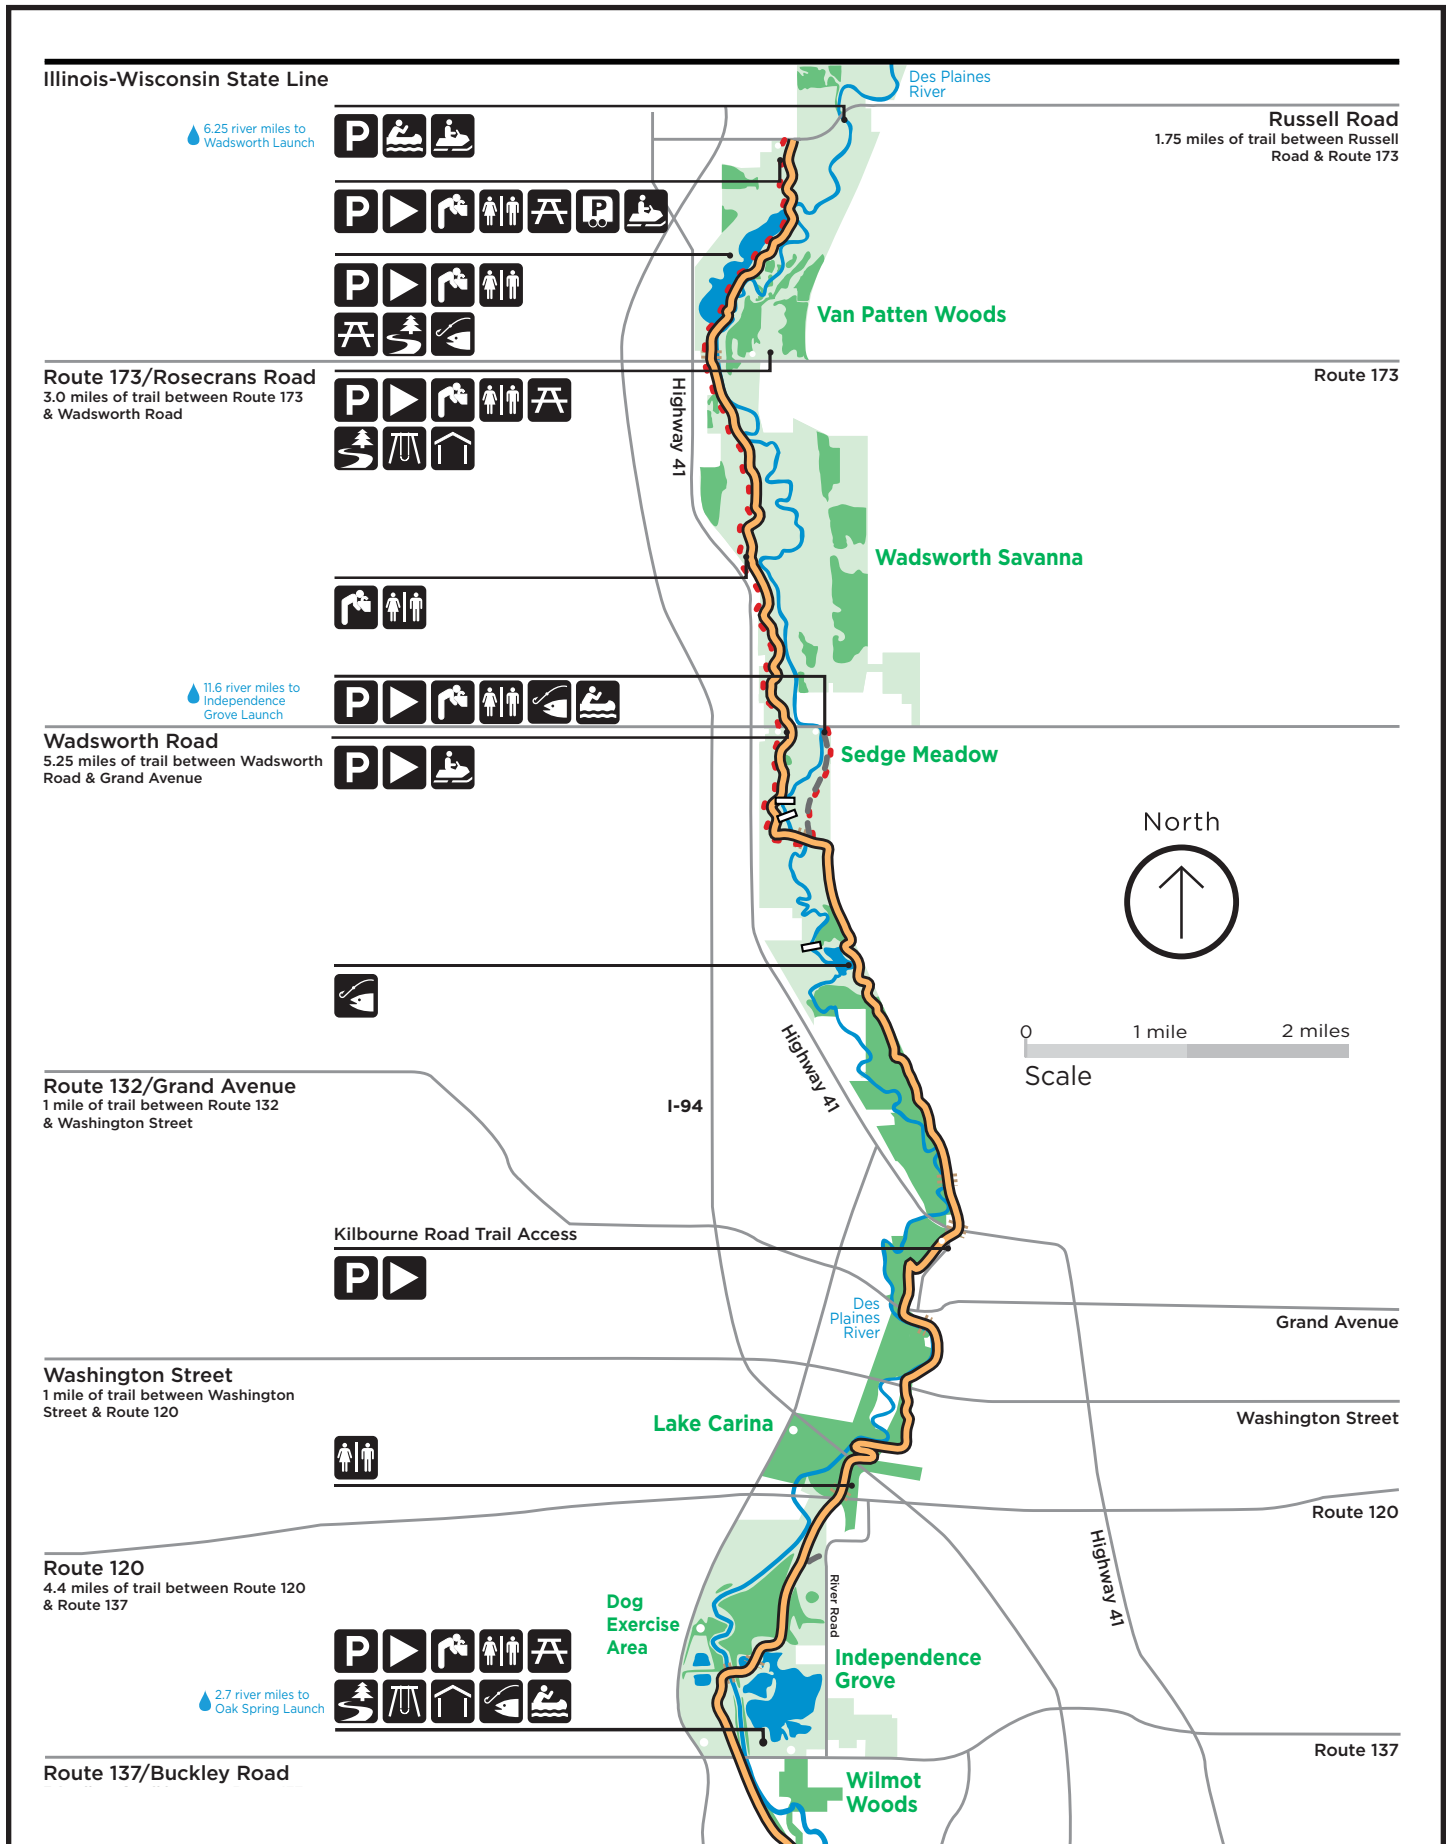 Illinois-Wisconsin State Line
Des Plaines
River
6.25 river miles to
Wadsworth Launch
P
Russell Road
1.75 miles of trail between Russell
Road & Route 173
P
P
P
Van Patten Woods
Route 173/Rosecrans Road
3.0 miles of trail between Route 173
& Wadsworth Road
P
Route 173
Highway 41
Wadsworth Savanna
11.6 river miles to
Independence
Grove Launch
P
Wadsworth Road
5.25 miles of trail between Wadsworth
Road & Grand Avenue
P
Sedge Meadow
North
0 1 mile 2 miles
Scale
Highway 41
Route 132/Grand Avenue
1 mile of trail between Route 132
& Washington Street
I-94
Kilbourne Road Trail Access
P
Des
Plaines
River
Grand Avenue
Washington Street
1 mile of trail between Washington
Street & Route 120
Lake Carina
Washington Street
Route 120
Highway 41
Route 120
4.4 miles of trail between Route 120
& Route 137
Dog
Exercise
Area
River Road
P
Independence
Grove
2.7 river miles to
Oak Spring Launch
Route 137
Route 137/Buckley Road
Wilmot
Woods